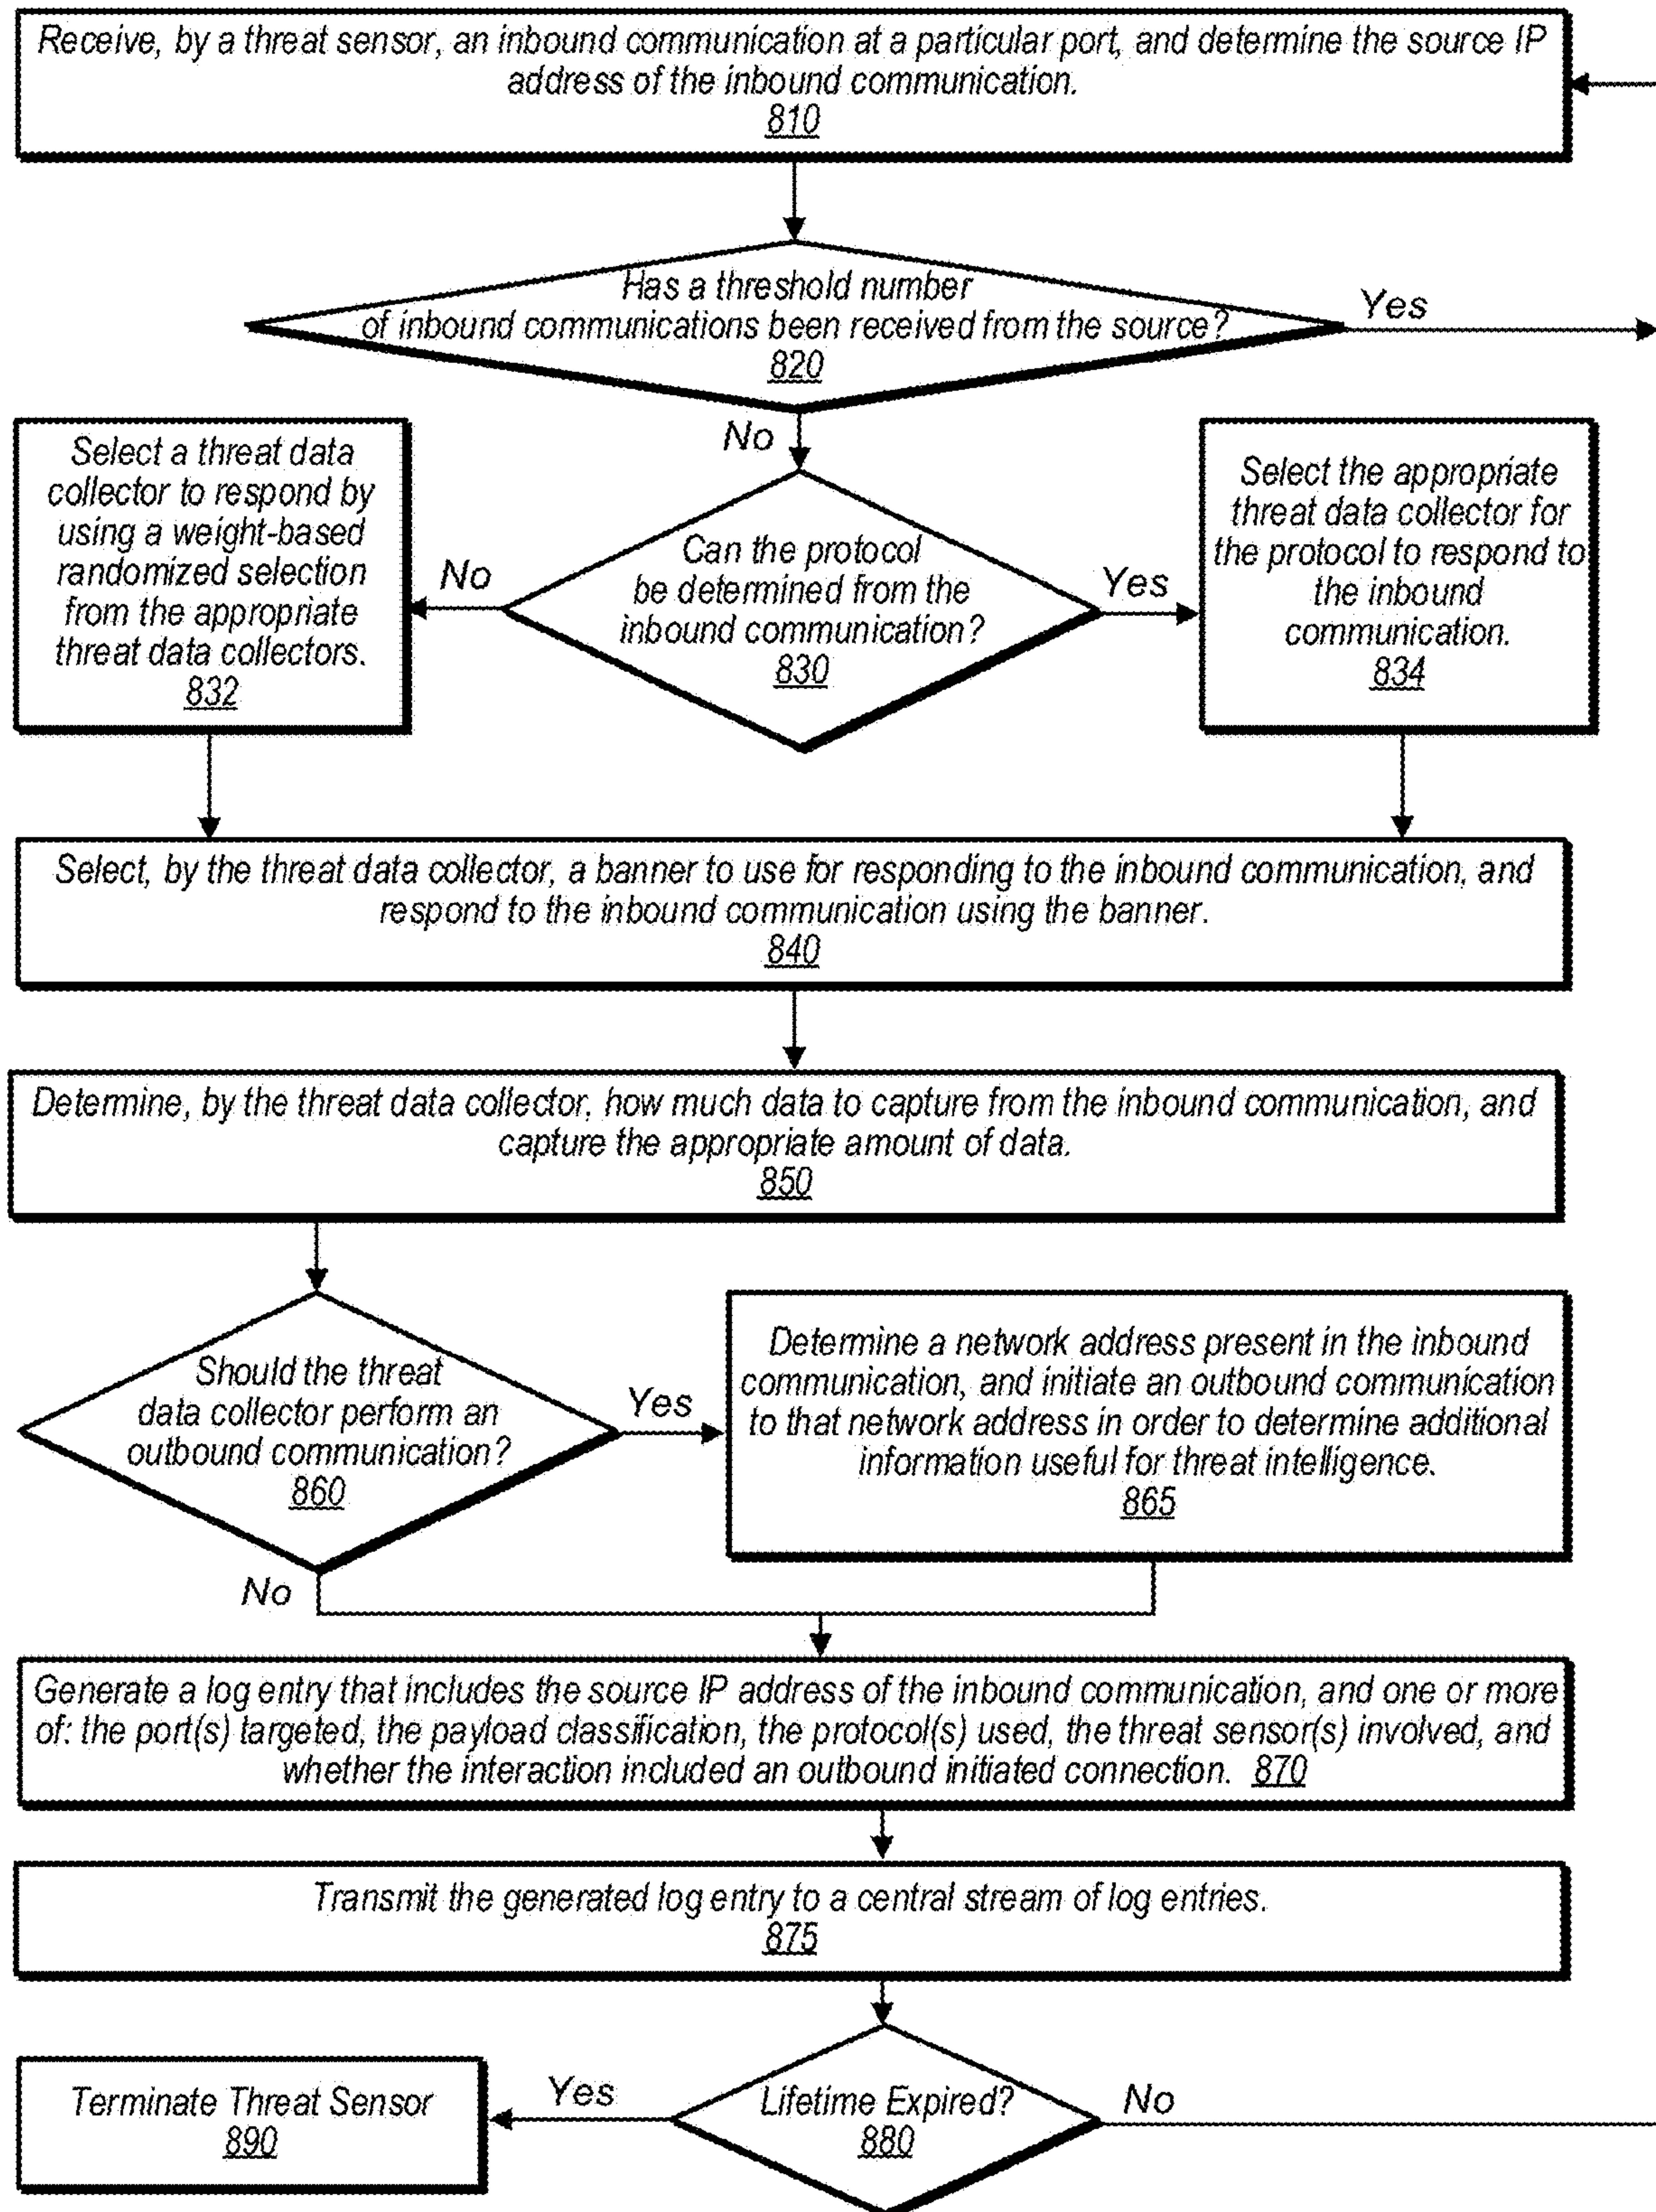 Receive, by a threat sensor, an inbound communication at a particular port, and determine the source IP
address of the inbound communication.
810
Has a threshold number
of inbound communications been received from the source?
820
Yes
No
Select a threat data
collector to respond by
using a weight-based
randomized selection
from the appropriate
threat data collectors.
832
No
Can the protocol
be determined from the
inbound communication?
830
Yes
Select the appropriate
threat data collector for
the protocol to respond to
the inbound
communication.
834
Select, by the threat data collector, a banner to use for responding to the inbound communication, and
respond to the inbound communication using the banner.
840
Determine, by the threat data collector, how much data to capture from the inbound communication, and
capture the appropriate amount of data.
850
Should the threat
data collector perform an
outbound communication?
860
Yes
No
Determine a network address present in the inbound
communication, and initiate an outbound communication
to that network address in order to determine additional
information useful for threat intelligence.
865
Generate a log entry that includes the source IP address of the inbound communication, and one or more
of: the port(s) targeted, the payload classification, the protocol(s) used, the threat sensor(s) involved, and
whether the interaction included an outbound initiated connection. 870
Transmit the generated log entry to a central stream of log entries.
875
Terminate Threat Sensor
890
Yes
Lifetime Expired?
880
No